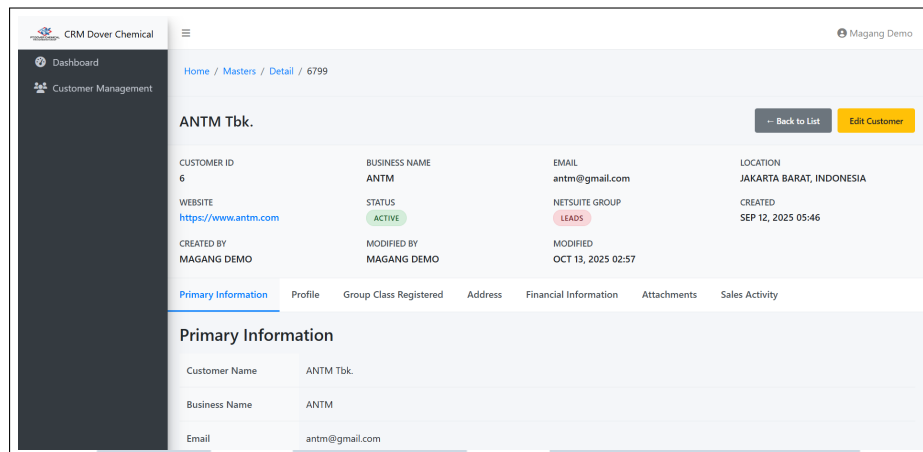 CRM Dover Chemical
Magang Demo
Dashboard
Customer Management
Home / Masters / Detail / 6799
ANTM Tbk.
← Back to List
Edit Customer
CUSTOMER ID BUSINESS NAME EMAIL LOCATION
6 ANTM antm@gmail.com JAKARTA BARAT, INDONESIA
WEBSITE STATUS NETSUITE GROUP CREATED
https://www.antm.com ACTIVE LEADS SEP 12, 2025 05:46
CREATED BY MODIFIED BY MODIFIED
MAGANG DEMO MAGANG DEMO OCT 13, 2025 02:57
Primary Information Profile Group Class Registered Address Financial Information Attachments Sales Activity
Primary Information
Customer Name ANTM Tbk.
Business Name ANTM
Email antm@gmail.com